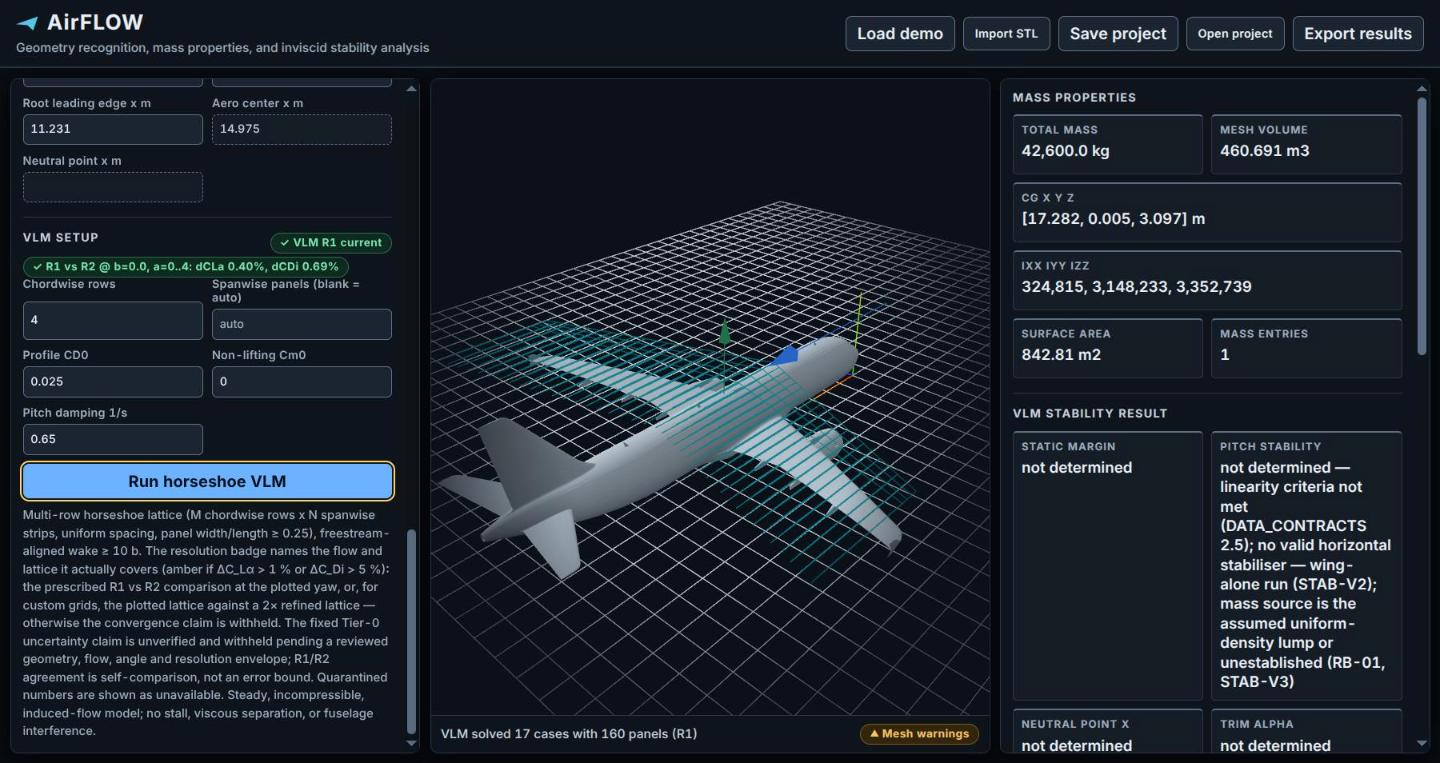 AirFLOW
Geometry recognition, mass properties, and inviscid stability analysis
Load demo
Import STL
Save project
Open project
Export results
Root leading edge x m
Aero center x m
11.231
14.975
Neutral point x m
VLM SETUP
✓ VLM R1 current
✓ R1 vs R2 @ b=0.0, a=0..4: dCLa 0.40%, dCDi 0.69%
Chordwise rows
Spanwise panels (blank =
auto)
4
auto
Profile CD0
Non-lifting Cm0
0.025
0
Pitch damping 1/s
0.65
Run horseshoe VLM
Multi-row horseshoe lattice (M chordwise rows x N spanwise
strips, uniform spacing, panel width/length ≥ 0.25), freestream-
aligned wake ≥ 10 b. The resolution badge names the flow and
lattice it actually covers (amber if ΔC_Lα > 1 % or ΔC_Di > 5 %):
the prescribed R1 vs R2 comparison at the plotted yaw, or, for
custom grids, the plotted lattice against a 2× refined lattice —
otherwise the convergence claim is withheld. The fixed Tier-0
uncertainty claim is unverified and withheld pending a reviewed
geometry, flow, angle and resolution envelope; R1/R2
agreement is self-comparison, not an error bound. Quarantined
numbers are shown as unavailable. Steady, incompressible,
induced-flow model; no stall, viscous separation, or fuselage
interference.
VLM solved 17 cases with 160 panels (R1)
▲ Mesh warnings
MASS PROPERTIES
TOTAL MASS
42,600.0 kg
MESH VOLUME
460.691 m3
CG X Y Z
[17.282, 0.005, 3.097] m
IXX IYY IZZ
324,815, 3,148,233, 3,352,739
SURFACE AREA
842.81 m2
MASS ENTRIES
1
VLM STABILITY RESULT
STATIC MARGIN
not determined
PITCH STABILITY
not determined —
linearity criteria not
met
(DATA_CONTRACTS
2.5); no valid horizontal
stabiliser — wing-
alone run (STAB-V2);
mass source is the
assumed uniform-
density lump or
unestablished (RB-01,
STAB-V3)
NEUTRAL POINT X
not determined
TRIM ALPHA
not determined